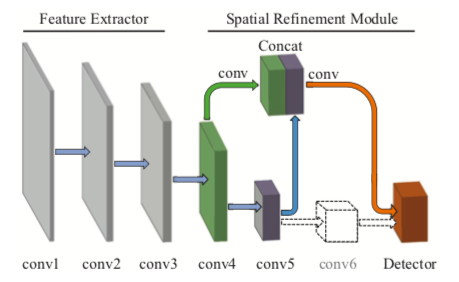 Feature Extractor Spatial Refinement Module
Concat
conv conv
conv1 conv2 conv3 conv4 conv5 conv6 Detector